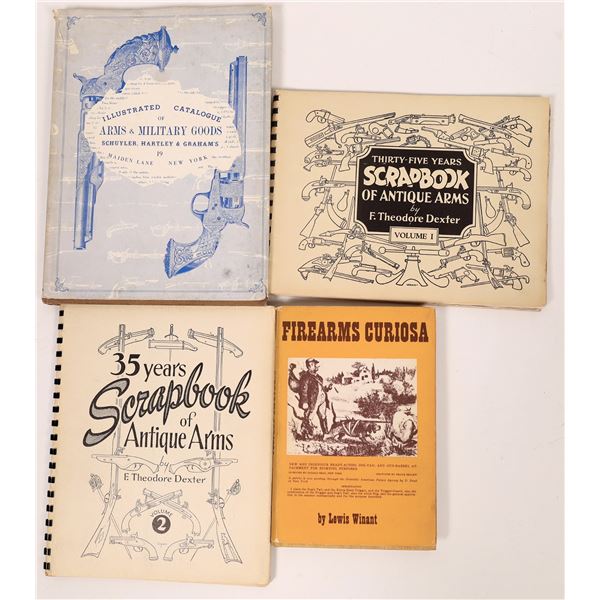 ILLUSTRATED CATALOGUE
OF
ARMS & MILITARY GOODS
SCHUYLER, HARTLEY & GRAHAM'S
19
MAIDEN LANE NEW YORK
THIRTY-FIVE YEARS
SCRAPBOOK
OF ANTIQUE ARMS
by
F. Theodore Dexter
VOLUME I
35 years
Scrapbook
of
Antique Arms
by
F. Theodore Dexter
VOLUME
2
FIREARMS CURIOSA
by Lewis Winant